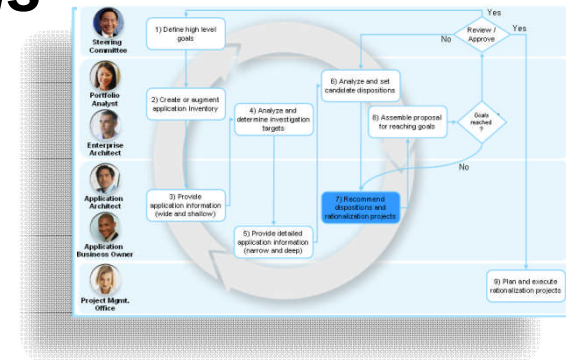 Steering
Committee
Portfolio
Analyst
Enterprise
Architect
Application
Architect
Application
Business Owner
Project Mgmt.
Office
1) Define high level
goals
2) Create or augment
application Inventory
3) Provide
application information
(wide and shallow)
4) Analyze and
determine investigation
targets
5) Provide detailed
application information
(narrow and deep)
6) Analyze and set
candidate dispositions
7) Recommend
dispositions and
rationalization projects
8) Assemble proposal
for reaching goals
Goals
reached
?
No
Review /
Approve
Yes
No
Yes
9) Plan and execute
rationalization projects